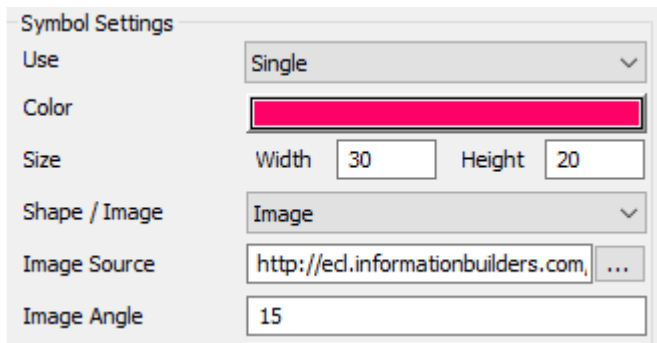 Symbol Settings
Use Single
Color
Size Width 30 Height 20
Shape / Image Image
Image Source http://ecl.informationbuilders.com, ...
Image Angle 15